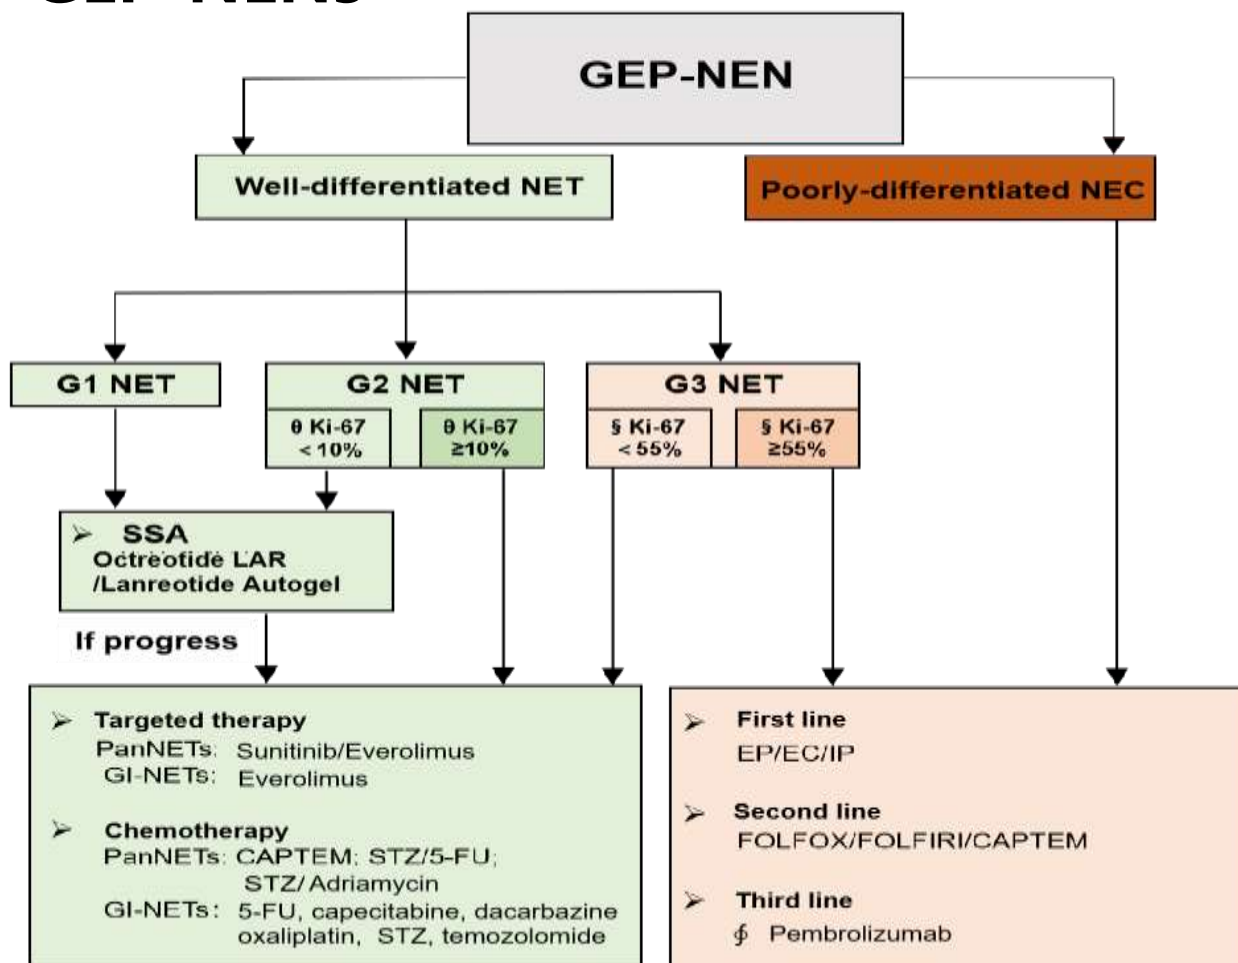 GEP-NEN
Well-differentiated NET
Poorly-differentiated NEC
G1 NET
G2 NET
G3 NET
θ Ki-67
< 10%
θ Ki-67
≥10%
§ Ki-67
< 55%
§ Ki-67
≥55%
➢ SSA
Octreotide LAR
/Lanreotide Autogel
If progress
➢ Targeted therapy
PanNETs: Sunitinib/Everolimus
GI-NETs: Everolimus
➢ Chemotherapy
PanNETs: CAPTEM; STZ/5-FU;
STZ/Adriamycin
GI-NETs: 5-FU, capecitabine, dacarbazine
oxaliplatin, STZ, temozolomide
➢ First line
EP/EC/IP
➢ Second line
FOLFOX/FOLFIRI/CAPTEM
➢ Third line
∮ Pembrolizumab